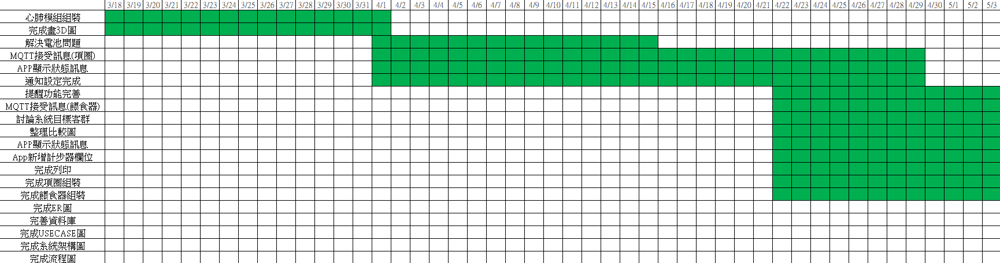 3/18 3/19 3/20 3/21 3/22 3/23 3/24 3/25 3/26 3/27 3/28 3/29 3/30 3/31 4/1 4/2 4/3 4/4 4/5 4/6 4/7 4/8 4/9 4/10 4/11 4/12 4/13 4/14 4/15 4/16 4/17 4/18 4/19 4/20 4/21 4/22 4/23 4/24 4/25 4/26 4/27 4/28 4/29 4/30 5/1 5/2 5/3
心肺模組組裝
完成畫3D圖
解決電池問題
MQTT接受訊息(項圈)
APP顯示狀態訊息
通知設定完成
提醒功能完善
MQTT接受訊息(餵食器)
討論系統目標客群
整理比較圖
APP顯示狀態訊息
App新增計步器欄位
完成列印
完成項圈組裝
完成餵食器組裝
完成ER圖
完善資料庫
完成USECASE圖
完成系統架構圖
完成流程圖